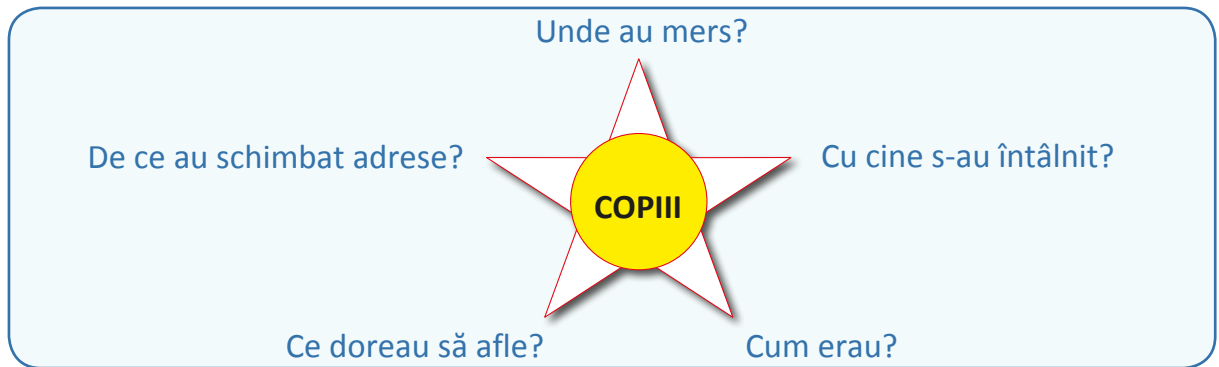 Unde au mers?
De ce au schimbat adrese?
Cu cine s-au întâlnit?
COPIII
Ce doreau să afle?
Cum erau?